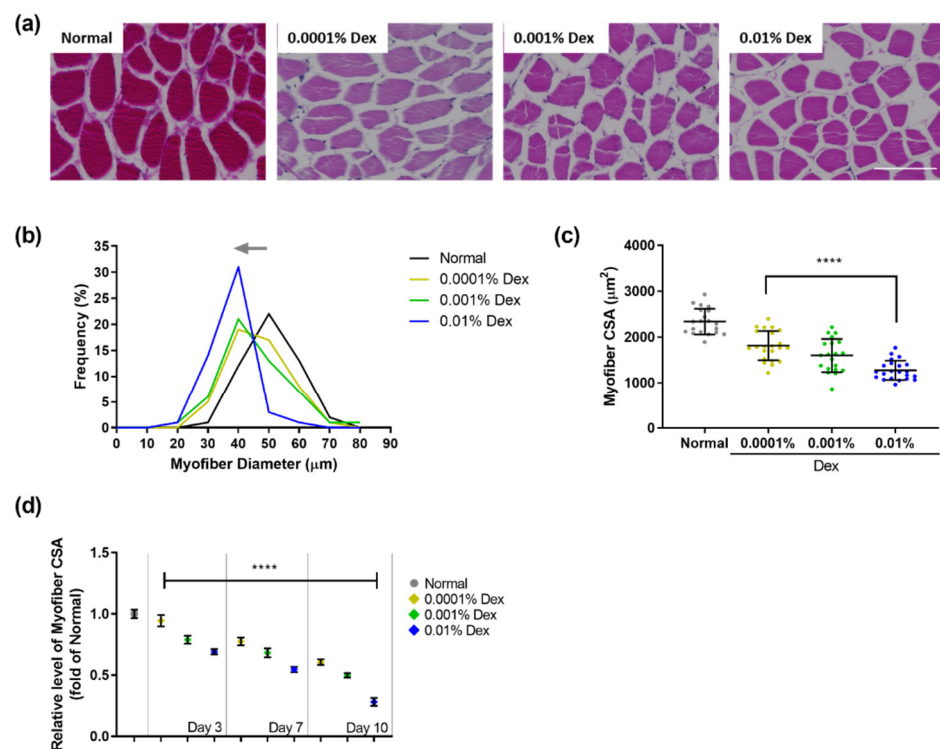 (a)
Normal
0.0001% Dex
0.001% Dex
0.01% Dex
(b)
Frequency (%)
35
30
25
20
15
10
5
0
0 10 20 30 40 50 60 70 80 90
Myofiber Diameter (μm)
Normal
0.0001% Dex
0.001% Dex
0.01% Dex
(c)
Myofiber CSA (μm²)
4000
3000
2000
1000
0
****
Normal 0.0001% 0.001% 0.01%
Dex
(d)
Relative level of Myofiber CSA
(fold of Normal)
1.5
1.0
0.5
0.0
****
Day 3 Day 7 Day 10
Normal
0.0001% Dex
0.001% Dex
0.01% Dex